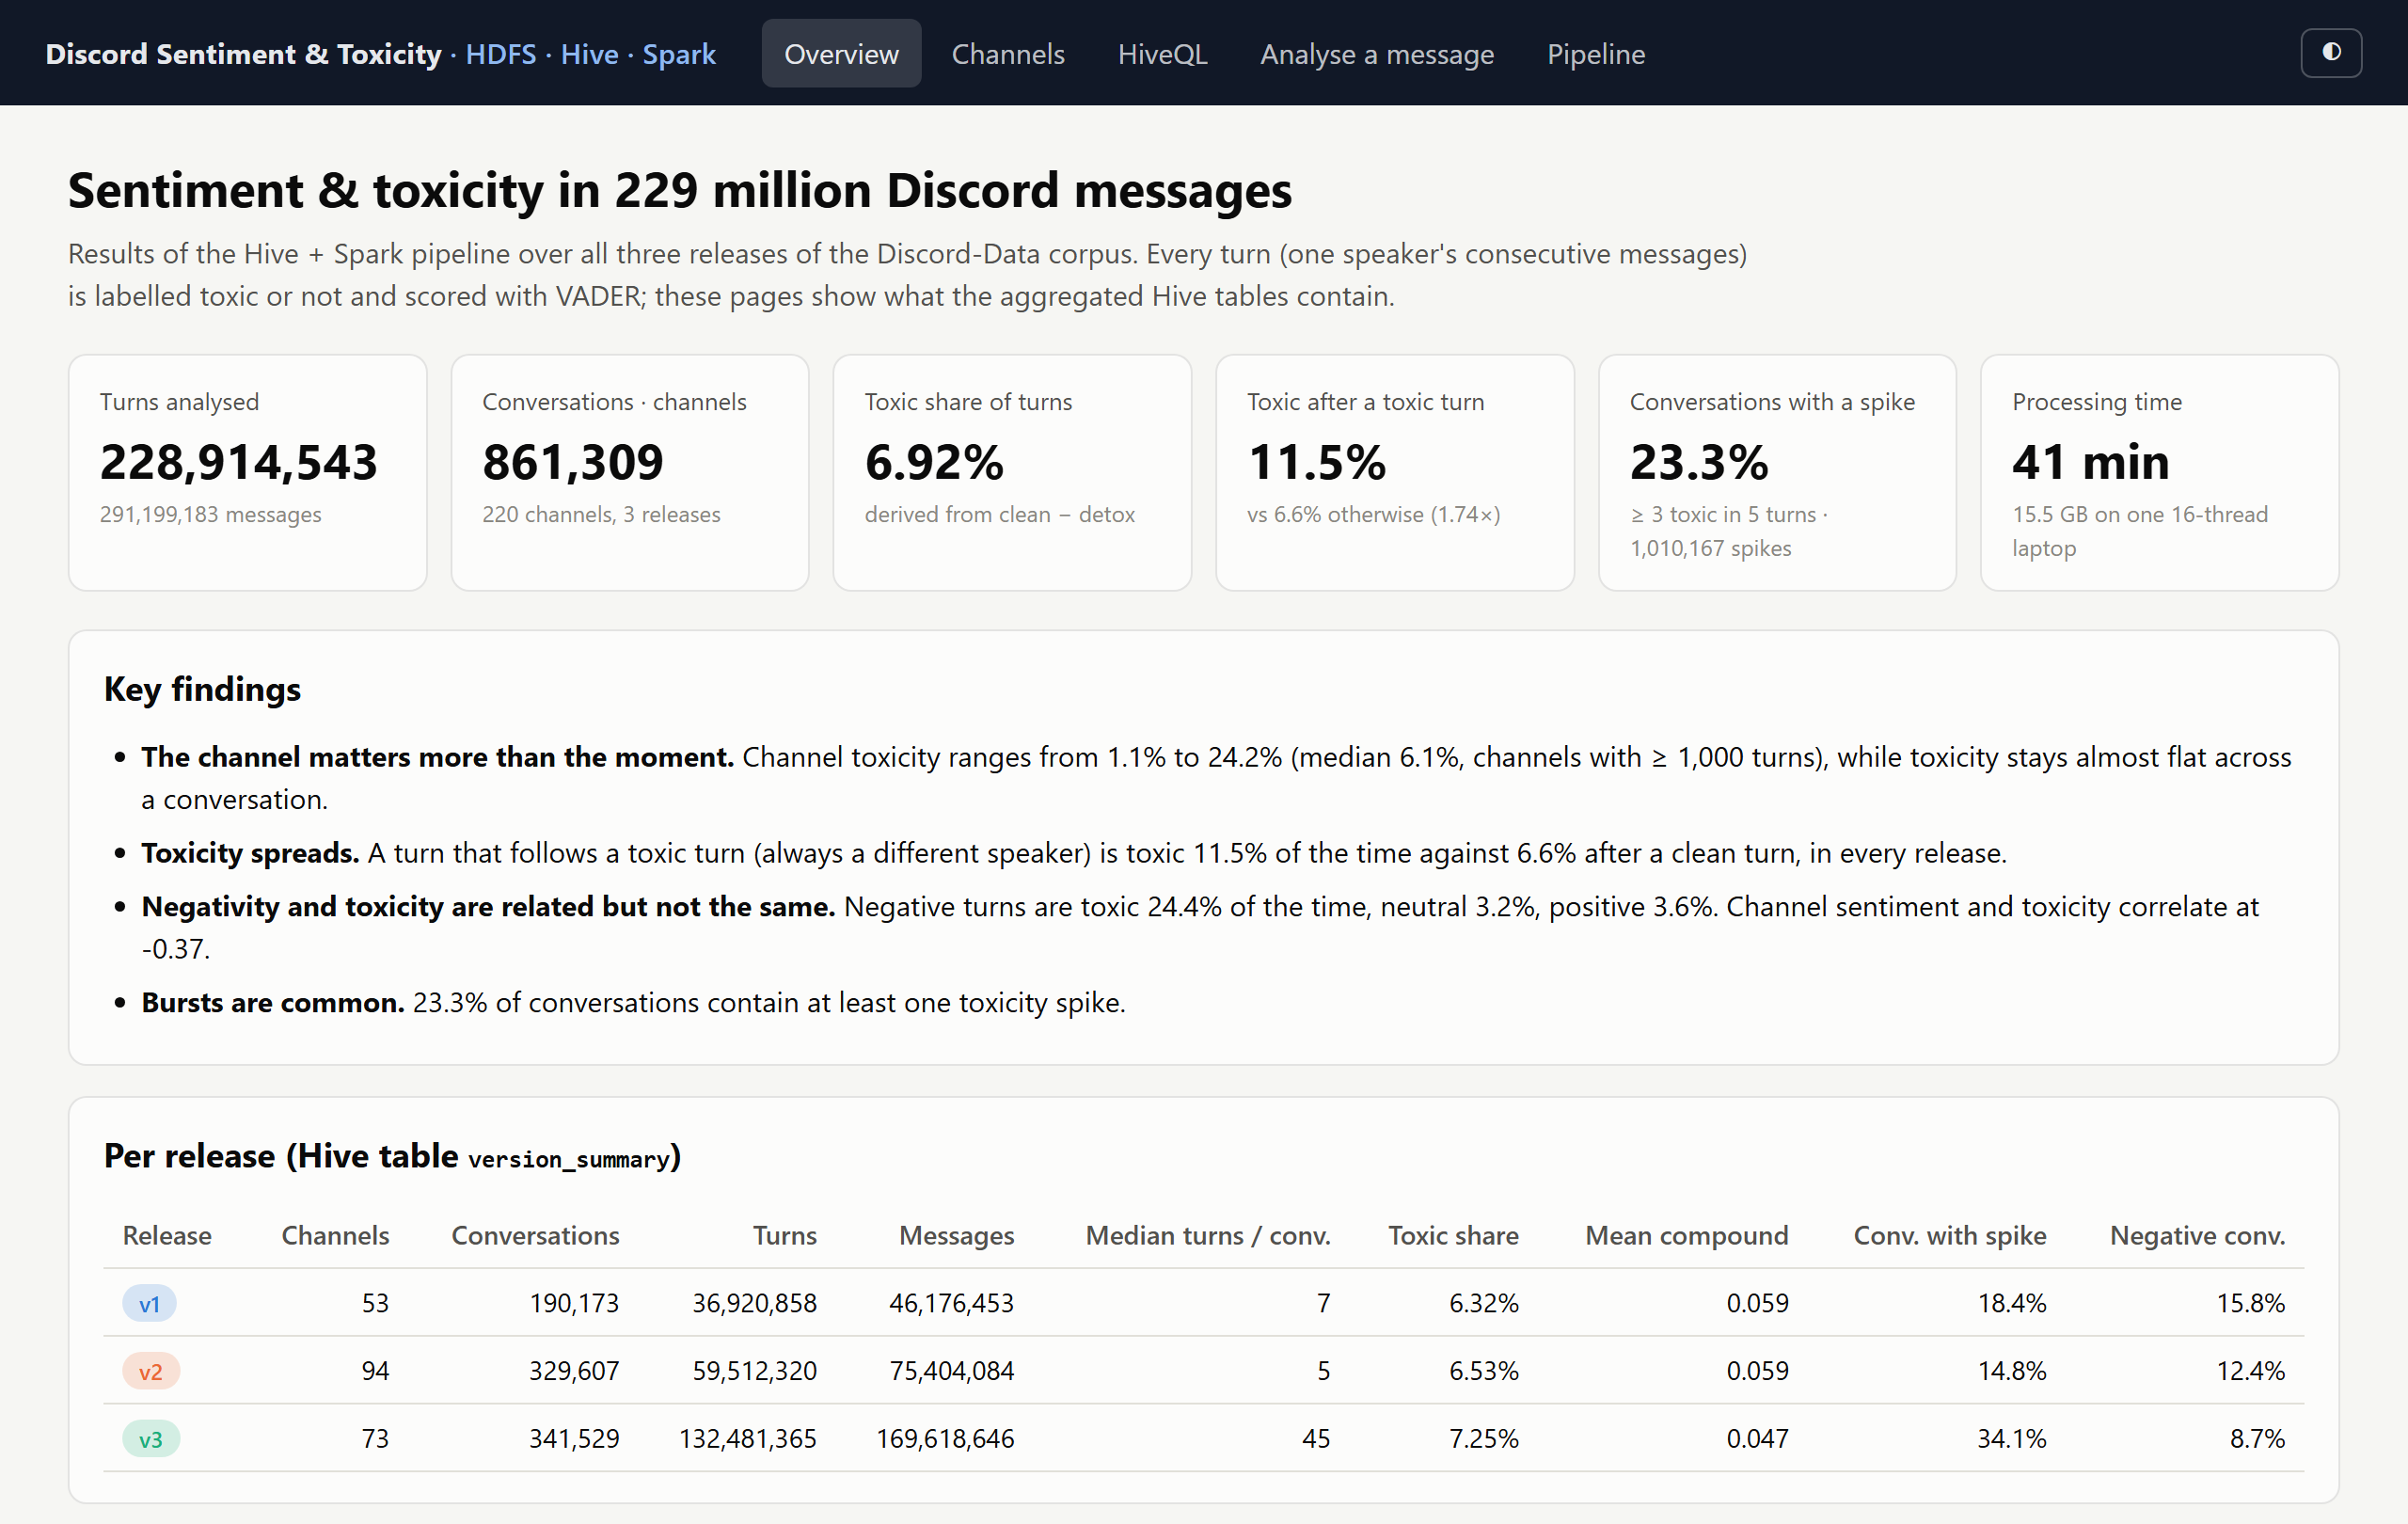 Discord Sentiment & Toxicity · HDFS · Hive · Spark
Overview
Channels
HiveQL
Analyse a message
Pipeline
Sentiment & toxicity in 229 million Discord messages
Results of the Hive + Spark pipeline over all three releases of the Discord-Data corpus. Every turn (one speaker's consecutive messages)
is labelled toxic or not and scored with VADER; these pages show what the aggregated Hive tables contain.
Turns analysed
228,914,543
291,199,183 messages
Conversations · channels
861,309
220 channels, 3 releases
Toxic share of turns
6.92%
derived from clean − detox
Toxic after a toxic turn
11.5%
vs 6.6% otherwise (1.74×)
Conversations with a spike
23.3%
≥ 3 toxic in 5 turns ·
1,010,167 spikes
Processing time
41 min
15.5 GB on one 16-thread
laptop
Key findings
• The channel matters more than the moment. Channel toxicity ranges from 1.1% to 24.2% (median 6.1%, channels with ≥ 1,000 turns), while toxicity stays almost flat across
a conversation.
• Toxicity spreads. A turn that follows a toxic turn (always a different speaker) is toxic 11.5% of the time against 6.6% after a clean turn, in every release.
• Negativity and toxicity are related but not the same. Negative turns are toxic 24.4% of the time, neutral 3.2%, positive 3.6%. Channel sentiment and toxicity correlate at
-0.37.
• Bursts are common. 23.3% of conversations contain at least one toxicity spike.
Per release (Hive table version_summary)
Release Channels Conversations Turns Messages Median turns / conv. Toxic share Mean compound Conv. with spike Negative conv.
v1 53 190,173 36,920,858 46,176,453 7 6.32% 0.059 18.4% 15.8%
v2 94 329,607 59,512,320 75,404,084 5 6.53% 0.059 14.8% 12.4%
v3 73 341,529 132,481,365 169,618,646 45 7.25% 0.047 34.1% 8.7%